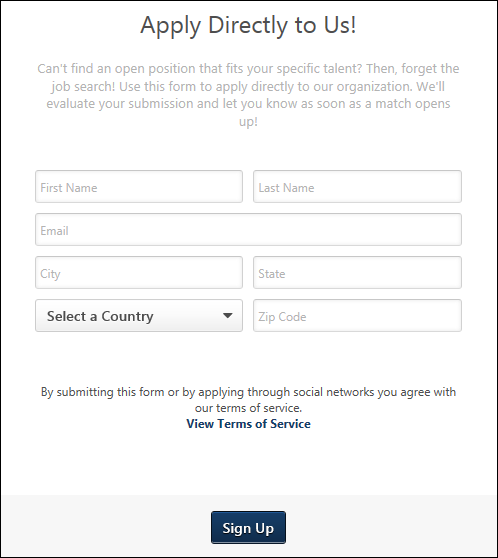 Apply Directly to Us!
Can't find an open position that fits your specific talent? Then, forget the
job search! Use this form to apply directly to our organization. We'll
evaluate your submission and let you know as soon as a match opens
up!
First Name
Last Name
Email
City
State
Select a Country
Zip Code
By submitting this form or by applying through social networks you agree with
our terms of service.
View Terms of Service
Sign Up